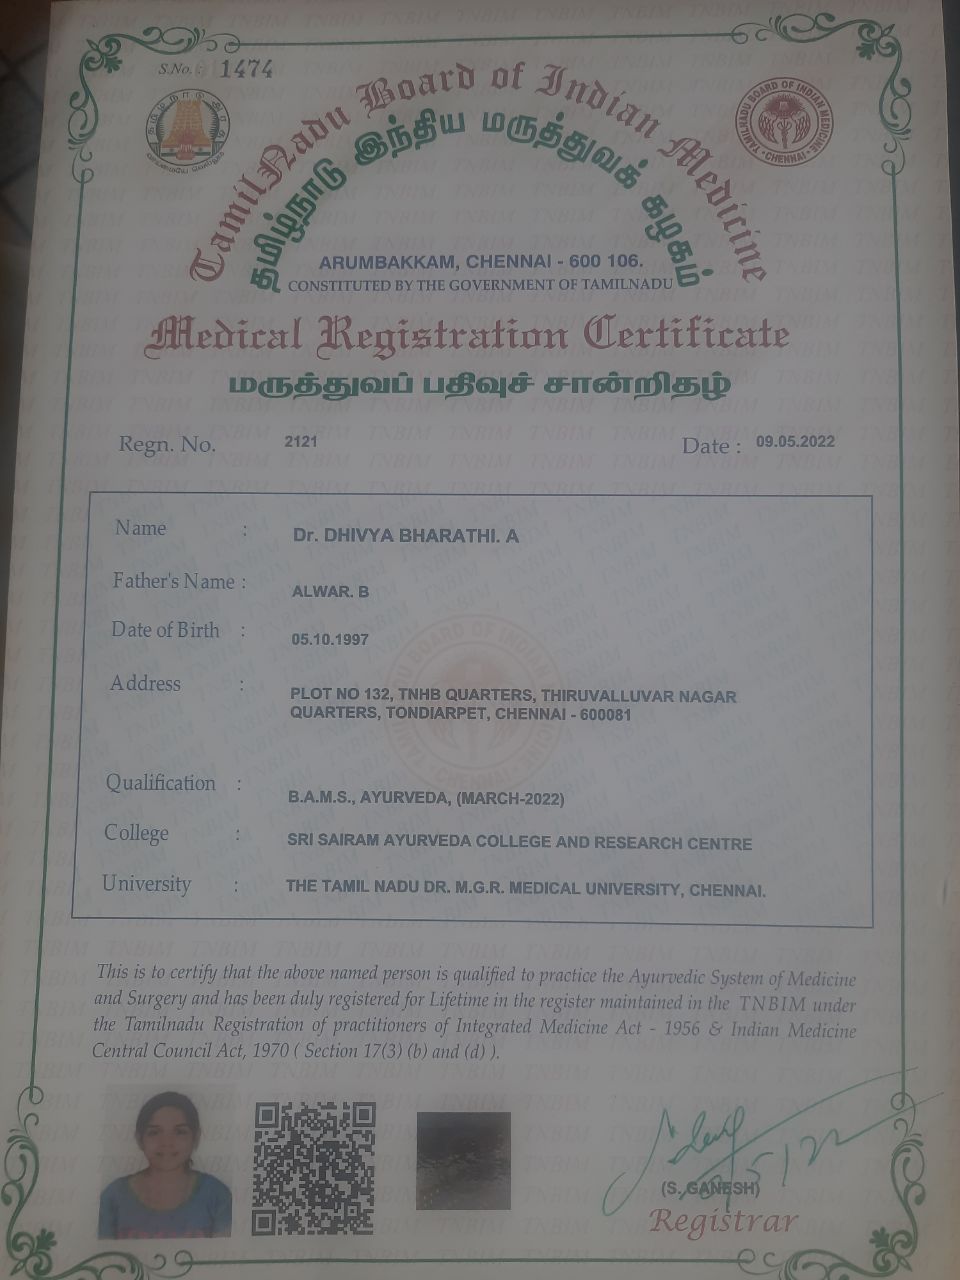 S.No. : 1474
TamilNadu Board of Indian Medicine
தமிழ்நாடு இந்திய மருத்துவக் கழகம்
TAMILNADU BOARD OF INDIAN MEDICINE
• CHENNAI •
ARUMBAKKAM, CHENNAI - 600 106.
CONSTITUTED BY THE GOVERNMENT OF TAMILNADU
Medical Registration Certificate
மருத்துவப் பதிவுச் சான்றிதழ்
Regn. No. 2121 Date : 09.05.2022
Name : Dr. DHIVYA BHARATHI. A
Father's Name : ALWAR. B
Date of Birth : 05.10.1997
Address : PLOT NO 132, TNHB QUARTERS, THIRUVALLUVAR NAGAR
QUARTERS, TONDIARPET, CHENNAI - 600081
Qualification : B.A.M.S., AYURVEDA, (MARCH-2022)
College : SRI SAIRAM AYURVEDA COLLEGE AND RESEARCH CENTRE
University : THE TAMIL NADU DR. M.G.R. MEDICAL UNIVERSITY, CHENNAI.
This is to certify that the above named person is qualified to practice the Ayurvedic System of Medicine
and Surgery and has been duly registered for Lifetime in the register maintained in the TNBIM under
the Tamilnadu Registration of practitioners of Integrated Medicine Act - 1956 & Indian Medicine
Central Council Act, 1970 ( Section 17(3) (b) and (d) ).
(S. GANESH)
Registrar